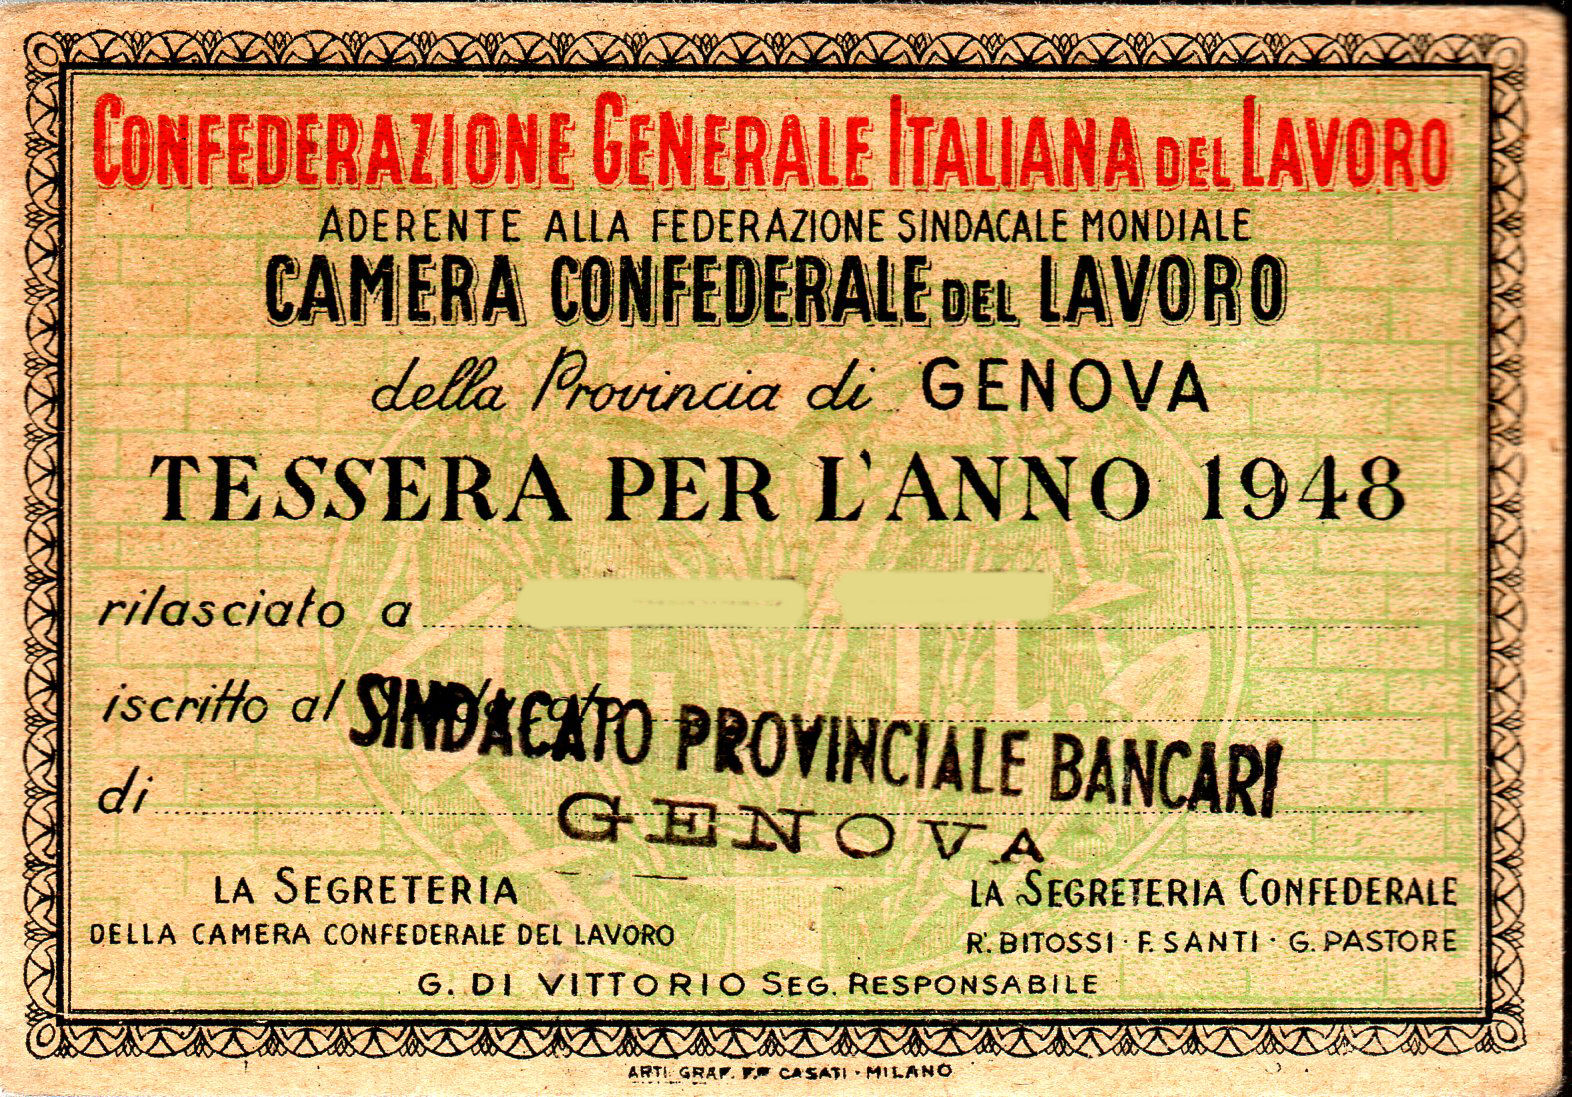 CONFEDERAZIONE GENERALE ITALIANA DEL LAVORO
ADERENTE ALLA FEDERAZIONE SINDACALE MONDIALE
CAMERA CONFEDERALE DEL LAVORO
della Provincia di GENOVA
TESSERA PER L'ANNO 1948
rilasciato a
iscritto al
SINDACATO PROVINCIALE BANCARI
di
GENOVA
LA SEGRETERIA
DELLA CAMERA CONFEDERALE DEL LAVORO
LA SEGRETERIA CONFEDERALE
R. BITOSSI · F. SANTI · G. PASTORE
G. DI VITTORIO SEG. RESPONSABILE
ARTI GRAF. CASATI · MILANO